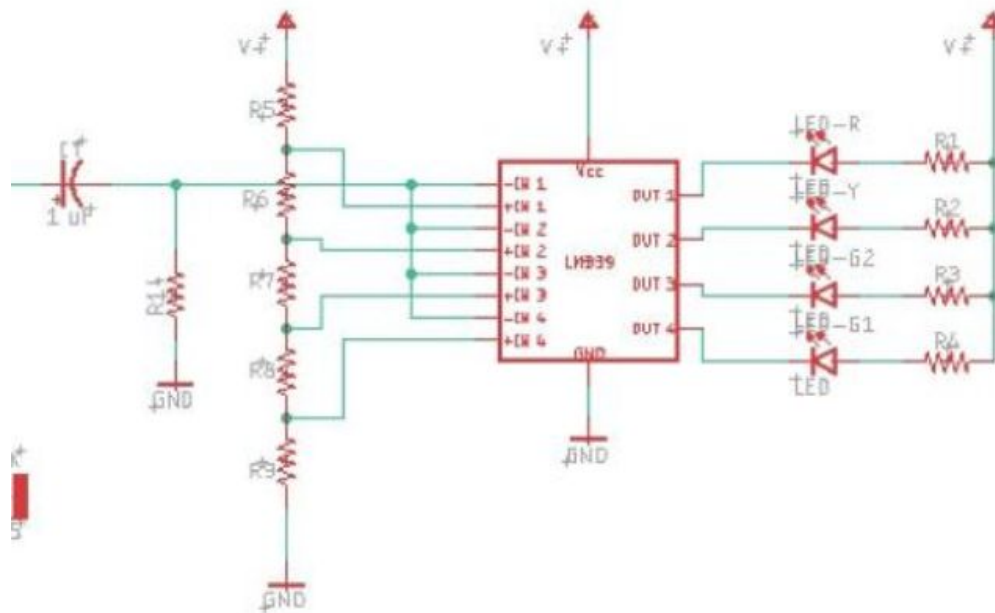 V+
V+
V+
R5
LED-R
R1
C1
Vcc
-IN 1
OUT 1
LED-Y
R6
+IN 1
R2
1 uF
-IN 2
OUT 2
+IN 2
LED-G2
LM339
R7
-IN 3
OUT 3
R3
R14
+IN 3
LED-G1
-IN 4
OUT 4
R4
+IN 4
GND
R8
LED
GND
GND
R9
GND